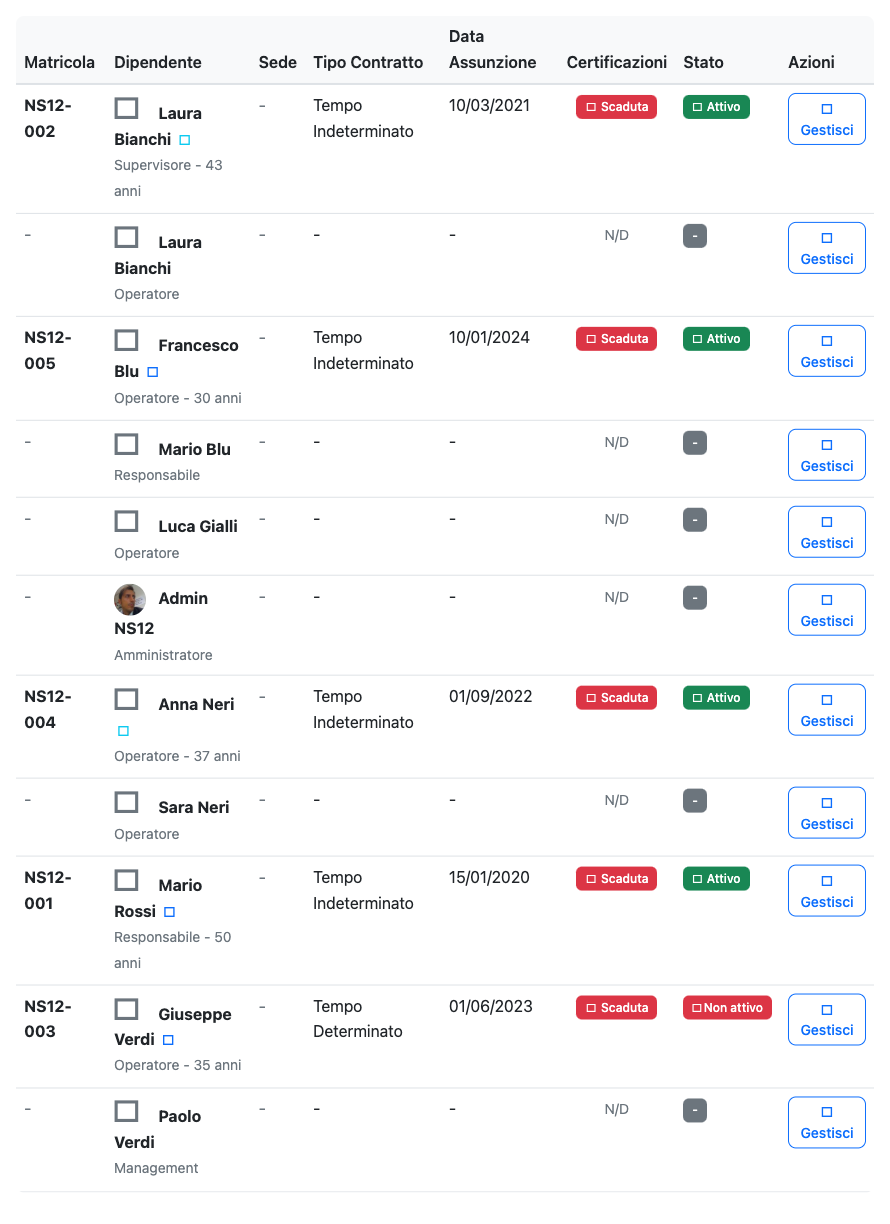 Matricola Dipendente Sede Tipo Contratto Data Assunzione Certificazioni Stato Azioni
NS12-
002
Laura
Bianchi
Supervisore - 43
anni
-
Tempo
Indeterminato
10/03/2021
Scaduta
Attivo
Gestisci
-
Laura
Bianchi
Operatore
-
-
-
N/D
-
Gestisci
NS12-
005
Francesco
Blu
Operatore - 30 anni
-
Tempo
Indeterminato
10/01/2024
Scaduta
Attivo
Gestisci
-
Mario Blu
Responsabile
-
-
-
N/D
-
Gestisci
-
Luca Gialli
Operatore
-
-
-
N/D
-
Gestisci
-
Admin
NS12
Amministratore
-
-
-
N/D
-
Gestisci
NS12-
004
Anna Neri
Operatore - 37 anni
-
Tempo
Indeterminato
01/09/2022
Scaduta
Attivo
Gestisci
-
Sara Neri
Operatore
-
-
-
N/D
-
Gestisci
NS12-
001
Mario
Rossi
Responsabile - 50
anni
-
Tempo
Indeterminato
15/01/2020
Scaduta
Attivo
Gestisci
NS12-
003
Giuseppe
Verdi
Operatore - 35 anni
-
Tempo
Determinato
01/06/2023
Scaduta
Non attivo
Gestisci
-
Paolo
Verdi
Management
-
-
-
N/D
-
Gestisci